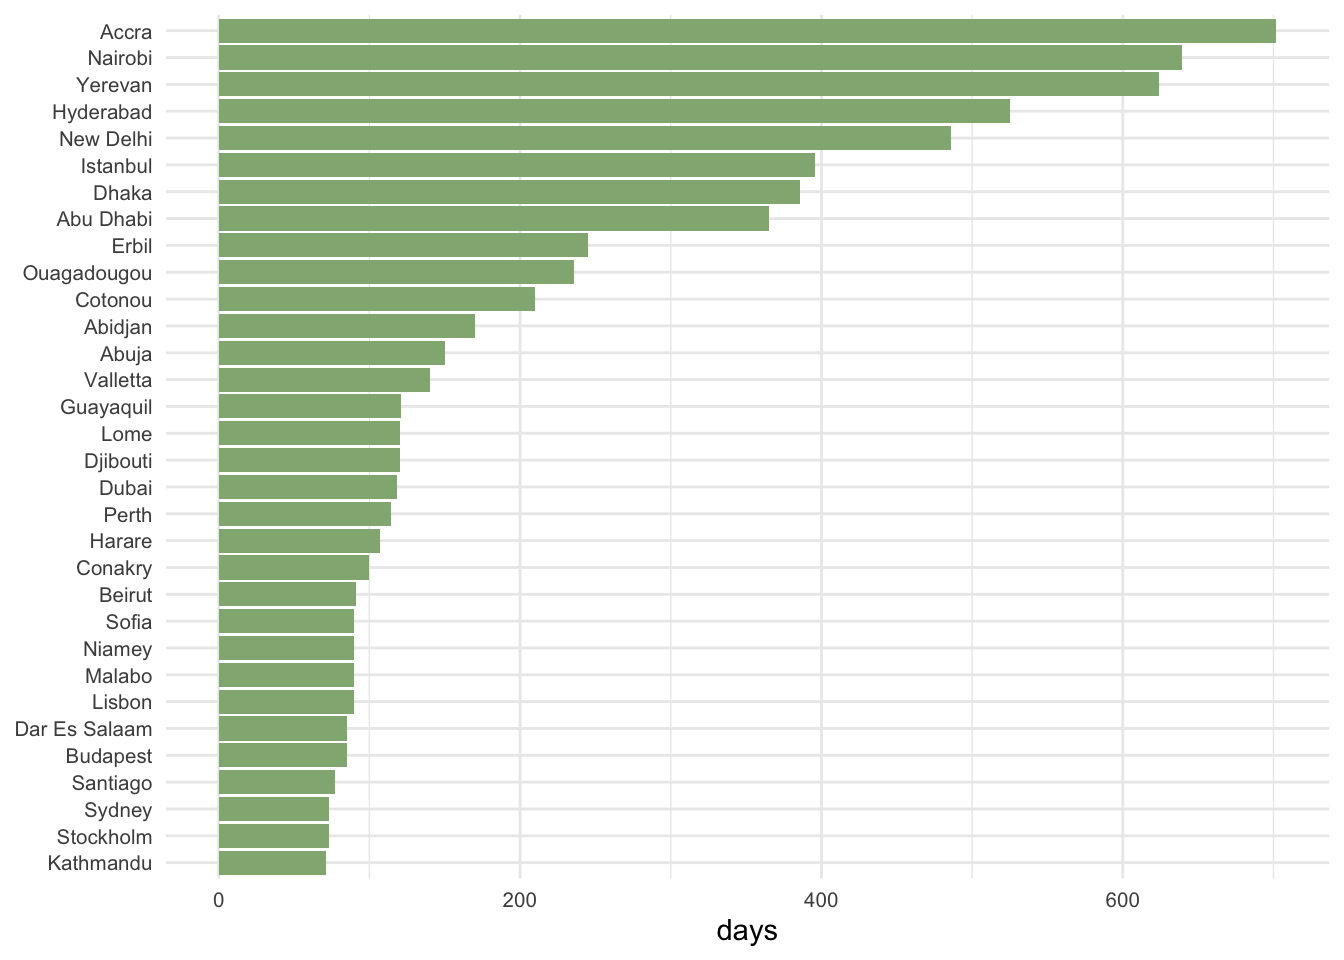 Accra
Nairobi
Yerevan
Hyderabad
New Delhi
Istanbul
Dhaka
Abu Dhabi
Erbil
Ouagadougou
Cotonou
Abidjan
Abuja
Valletta
Guayaquil
Lome
Djibouti
Dubai
Perth
Harare
Conakry
Beirut
Sofia
Niamey
Malabo
Lisbon
Dar Es Salaam
Budapest
Santiago
Sydney
Stockholm
Kathmandu
0 200 400 600
days